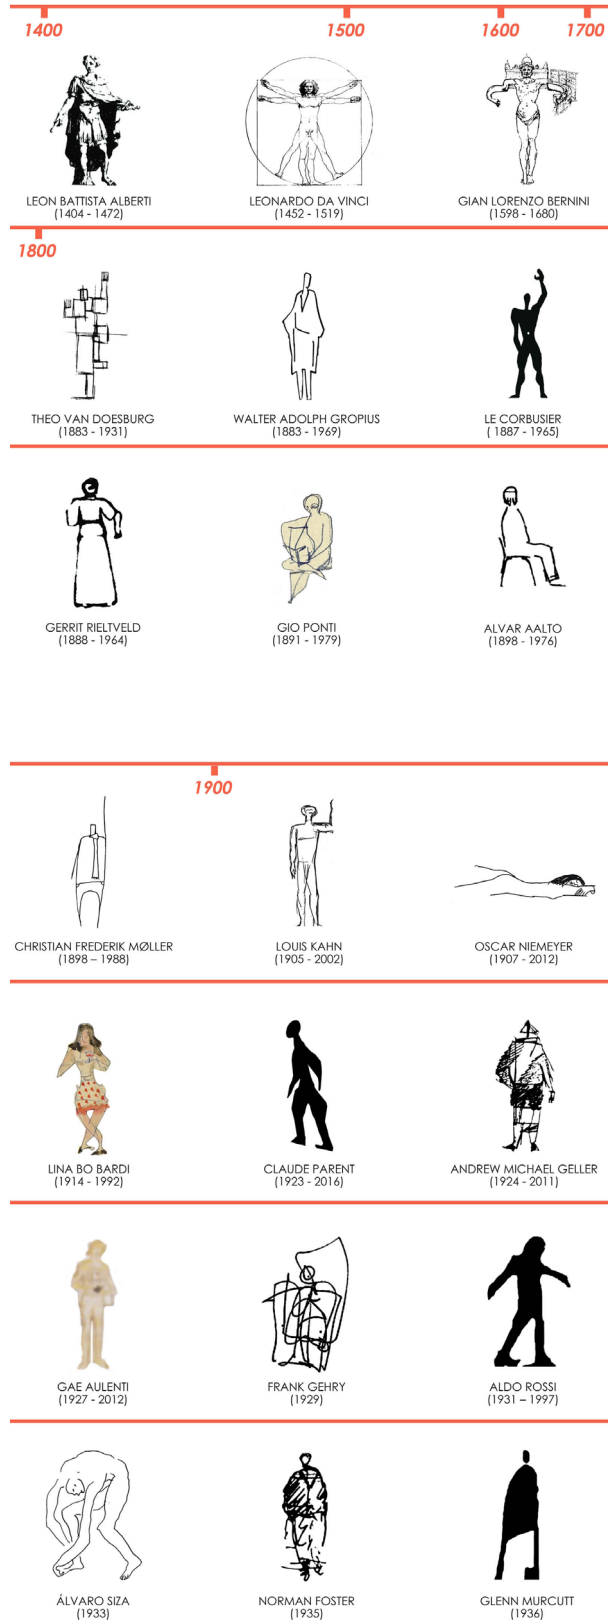 1400 1500 1600 1700
LEON BATTISTA ALBERTI
(1404 - 1472)
LEONARDO DA VINCI
(1452 - 1519)
GIAN LORENZO BERNINI
(1598 - 1680)
1800
THEO VAN DOESBURG
(1883 - 1931)
WALTER ADOLPH GROPIUS
(1883 - 1969)
LE CORBUSIER
( 1887 - 1965)
GERRIT RIELTVELD
(1888 - 1964)
GIO PONTI
(1891 - 1979)
ALVAR AALTO
(1898 - 1976)
1900
CHRISTIAN FREDERIK MØLLER
(1898 – 1988)
LOUIS KAHN
(1905 - 2002)
OSCAR NIEMEYER
(1907 - 2012)
LINA BO BARDI
(1914 - 1992)
CLAUDE PARENT
(1923 - 2016)
ANDREW MICHAEL GELLER
(1924 - 2011)
GAE AULENTI
(1927 - 2012)
FRANK GEHRY
(1929)
ALDO ROSSI
(1931 – 1997)
ÁLVARO SIZA
(1933)
NORMAN FOSTER
(1935)
GLENN MURCUTT
(1936)